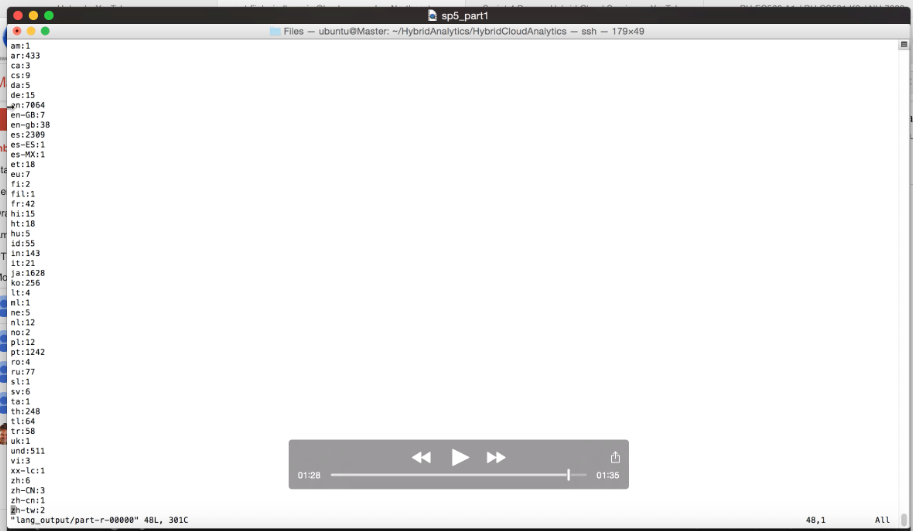 sp5_part1
Files — ubuntu@Master: ~/HybridAnalytics/HybridCloudAnalytics — ssh — 179×49
am:1
ar:433
ca:3
cs:9
da:5
de:15
en:7064
en-GB:7
en-gb:38
es:2309
es-ES:1
es-MX:1
et:18
eu:7
fi:2
fil:1
fr:42
hi:15
ht:18
hu:5
id:55
in:143
it:21
ja:1628
ko:256
lt:4
ml:1
ne:5
nl:12
no:2
pl:12
pt:1242
ro:4
ru:77
sl:1
sv:6
ta:1
th:248
tl:64
tr:58
uk:1
und:511
vi:3
xx-lc:1
zh:6
zh-CN:3
zh-cn:1
zh-tw:2
"lang_output/part-r-00000" 48L, 301C 48,1 All
01:28 01:35